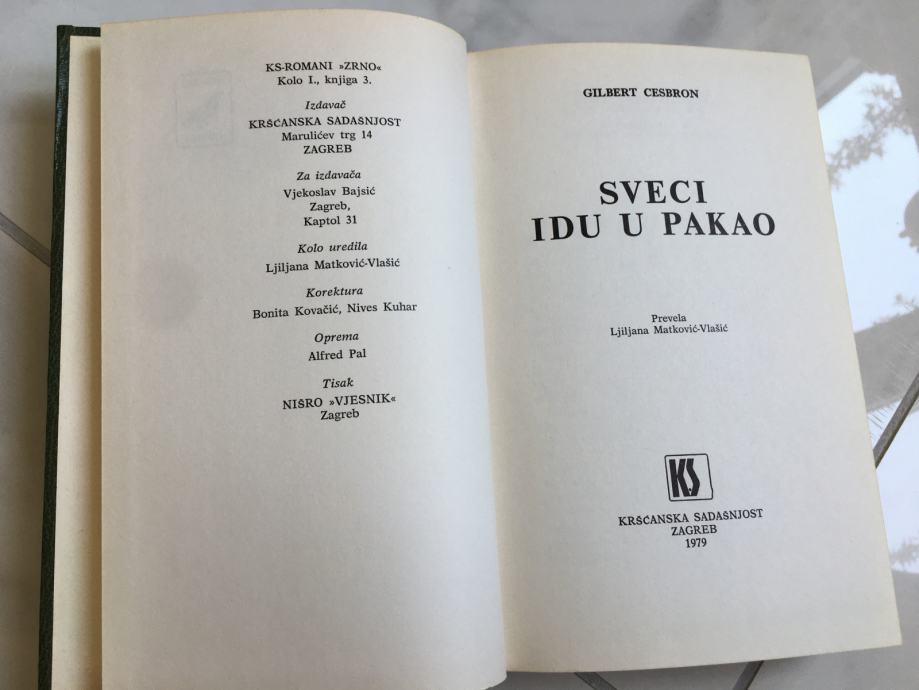 KS-ROMANI »ZRNO«
Kolo I., knjiga 3.
Izdavač
KRŠĆANSKA SADAŠNJOST
Marulićev trg 14
ZAGREB
Za izdavača
Vjekoslav Bajsić
Zagreb,
Kaptol 31
Kolo uredila
Ljiljana Matković-Vlašić
Korektura
Bonita Kovačić, Nives Kuhar
Oprema
Alfred Pal
Tisak
NIŠRO »VJESNIK«
Zagreb
GILBERT CESBRON
SVECI
IDU U PAKAO
Prevela
Ljiljana Matković-Vlašić
KS
KRŠĆANSKA SADAŠNJOST
ZAGREB
1979